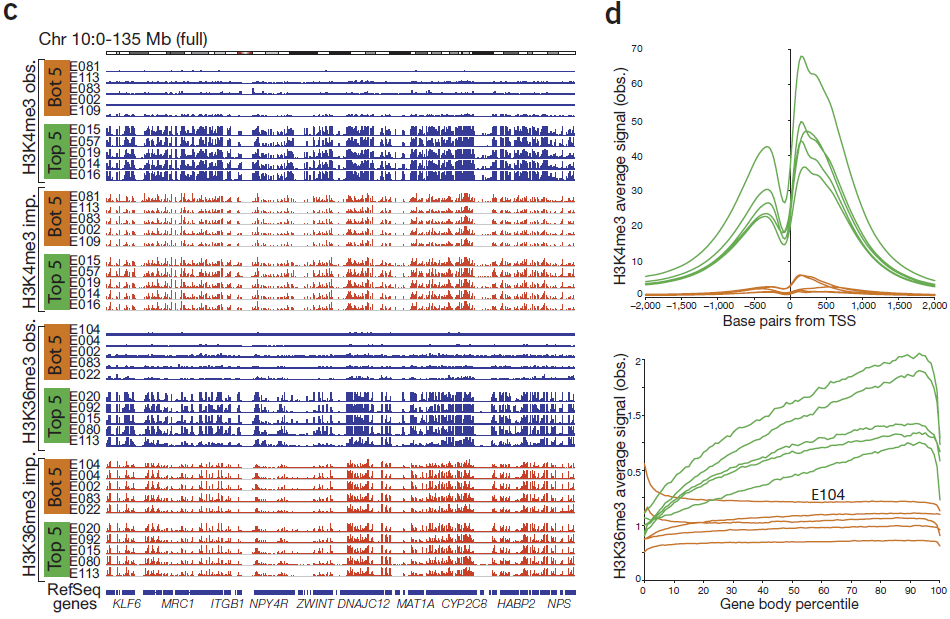 c
Chr 10:0-135 Mb (full)
H3K4me3 obs.
Bot 5
E081
E113
E083
E002
E109
Top 5
E015
E057
E019
E014
E016
H3K4me3 imp.
Bot 5
E081
E113
E083
E002
E109
Top 5
E015
E057
E019
E014
E016
H3K36me3 obs.
Bot 5
E104
E004
E002
E083
E022
Top 5
E020
E092
E015
E080
E113
H3K36me3 imp.
Bot 5
E104
E004
E002
E083
E022
Top 5
E020
E092
E015
E080
E113
RefSeq
genes
KLF6 MRC1 ITGB1 NPY4R ZWINT DNAJC12 MAT1A CYP2C8 HABP2 NPS
d
H3K4me3 average signal (obs.)
70
60
50
40
30
20
10
0
−2,000 −1,500 −1,000 −500 0 500 1,000 1,500 2,000
Base pairs from TSS
H3K36me3 average signal (obs.)
2
1.5
0.5
1
0
E104
0 10 20 30 40 50 60 70 80 90 100
Gene body percentile